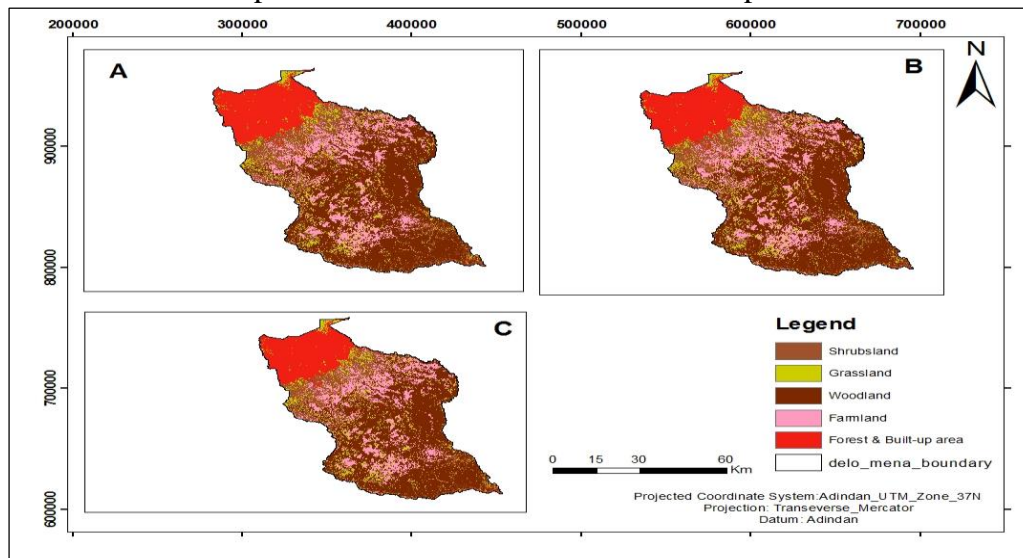 200000 300000 400000 500000 600000 700000
A
B
N
900000
800000
C
Legend
Shrubsland
Grassland
Woodland
Farmland
Forest & Built-up area
delo_mena_boundary
700000
600000
0 15 30 60
Km
Projected Coordinate System:Adindan_UTM_Zone_37N
Projection: Transeverse_Mercator
Datum: Adindan